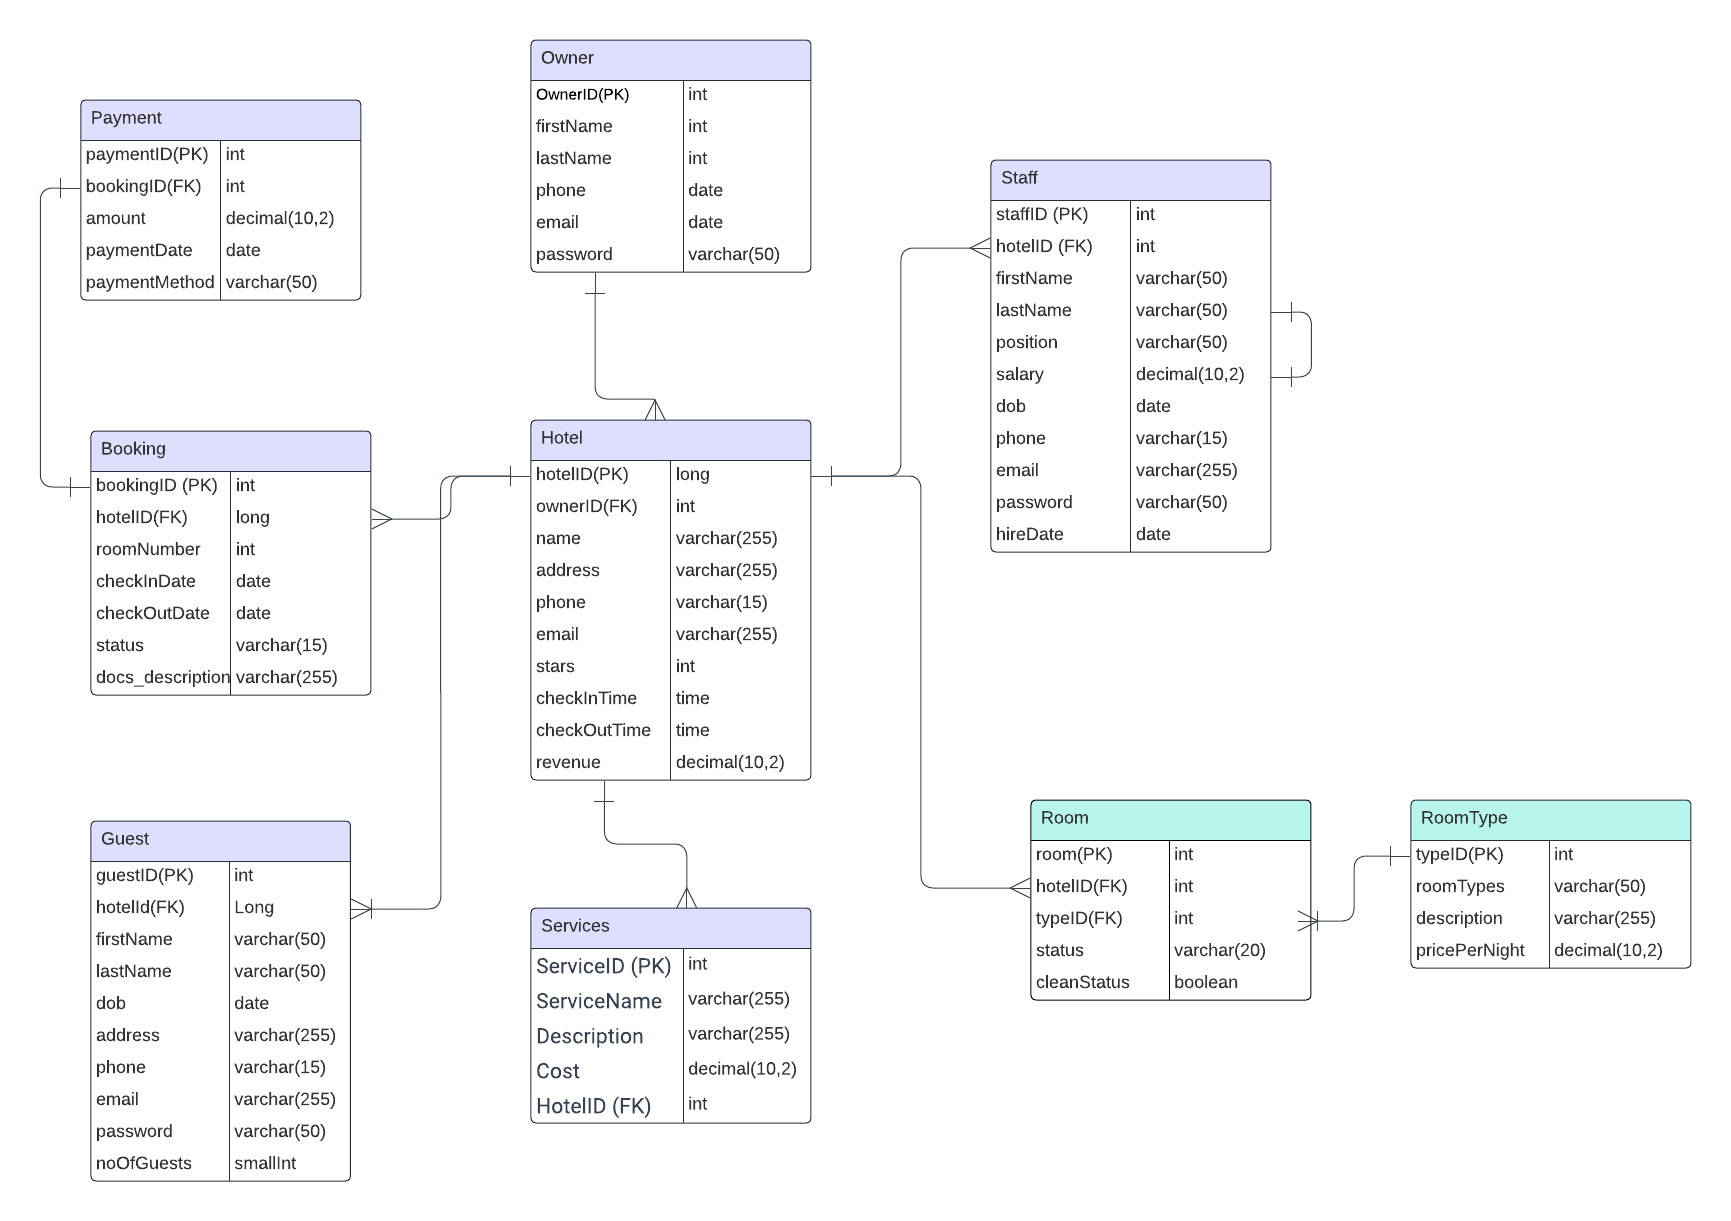 Owner
OwnerID(PK) int
firstName int
lastName int
phone date
email date
password varchar(50)
Payment
paymentID(PK) int
bookingID(FK) int
amount decimal(10,2)
paymentDate date
paymentMethod varchar(50)
Staff
staffID (PK) int
hotelID (FK) int
firstName varchar(50)
lastName varchar(50)
position varchar(50)
salary decimal(10,2)
dob date
phone varchar(15)
email varchar(255)
password varchar(50)
hireDate date
Booking
bookingID (PK) int
hotelID(FK) long
roomNumber int
checkInDate date
checkOutDate date
status varchar(15)
docs_description varchar(255)
Hotel
hotelID(PK) long
ownerID(FK) int
name varchar(255)
address varchar(255)
phone varchar(15)
email varchar(255)
stars int
checkInTime time
checkOutTime time
revenue decimal(10,2)
Guest
guestID(PK) int
hotelId(FK) Long
firstName varchar(50)
lastName varchar(50)
dob date
address varchar(255)
phone varchar(15)
email varchar(255)
password varchar(50)
noOfGuests smallInt
Services
ServiceID (PK) int
ServiceName varchar(255)
Description varchar(255)
Cost decimal(10,2)
HotelID (FK) int
Room
room(PK) int
hotelID(FK) int
typeID(FK) int
status varchar(20)
cleanStatus boolean
RoomType
typeID(PK) int
roomTypes varchar(50)
description varchar(255)
pricePerNight decimal(10,2)